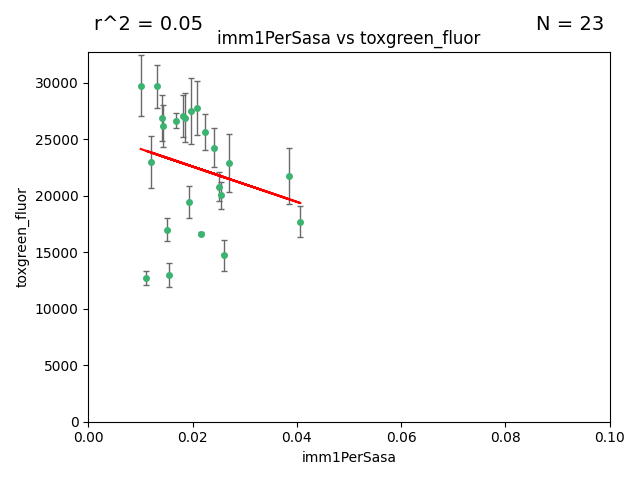 r^2 = 0.05
N = 23
imm1PerSasa vs toxgreen_fluor
toxgreen_fluor
30000
25000
20000
15000
10000
5000
0
0.00 0.02 0.04 0.06 0.08 0.10
imm1PerSasa